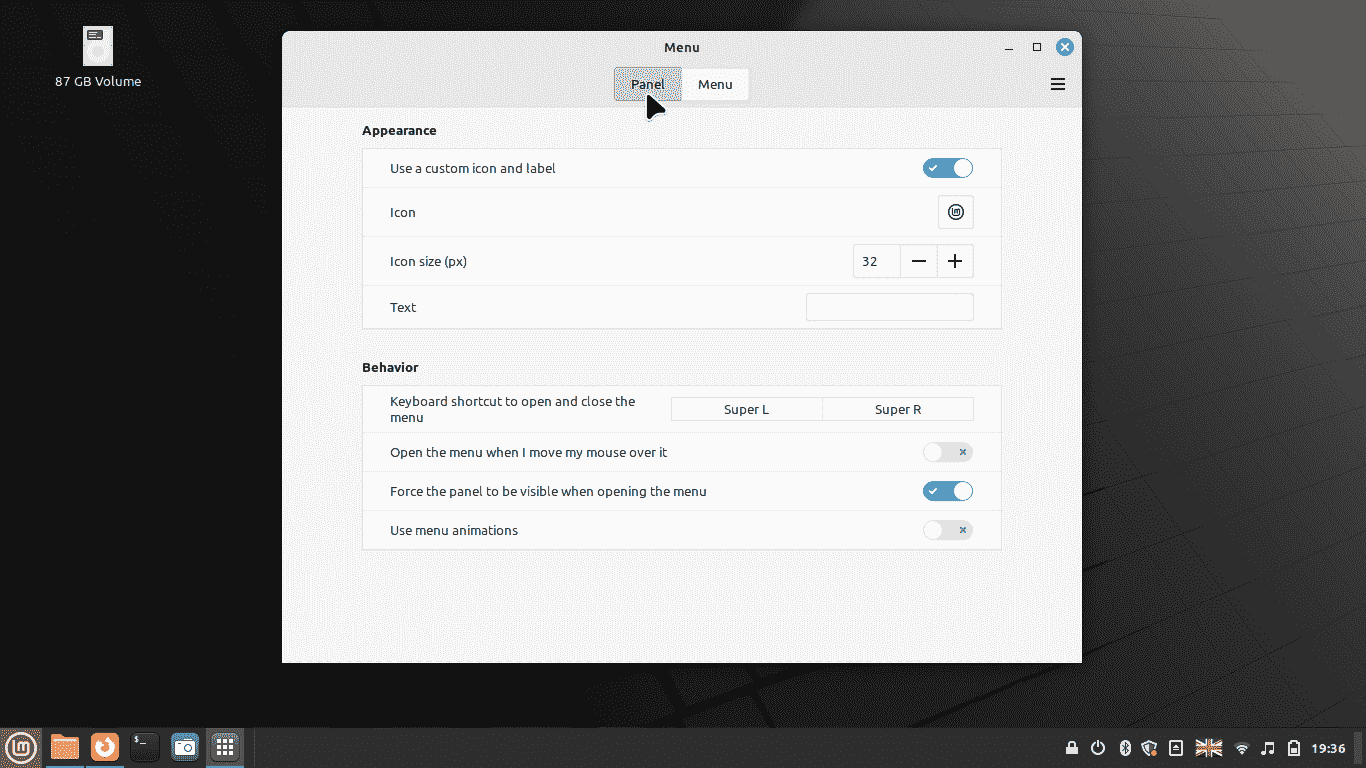 87 GB Volume
Menu
Panel
Menu
Appearance
Use a custom icon and label
Icon
Icon size (px)
32
Text
Behavior
Keyboard shortcut to open and close the
menu
Super L
Super R
Open the menu when I move my mouse over it
Force the panel to be visible when opening the menu
Use menu animations
$_
19:36